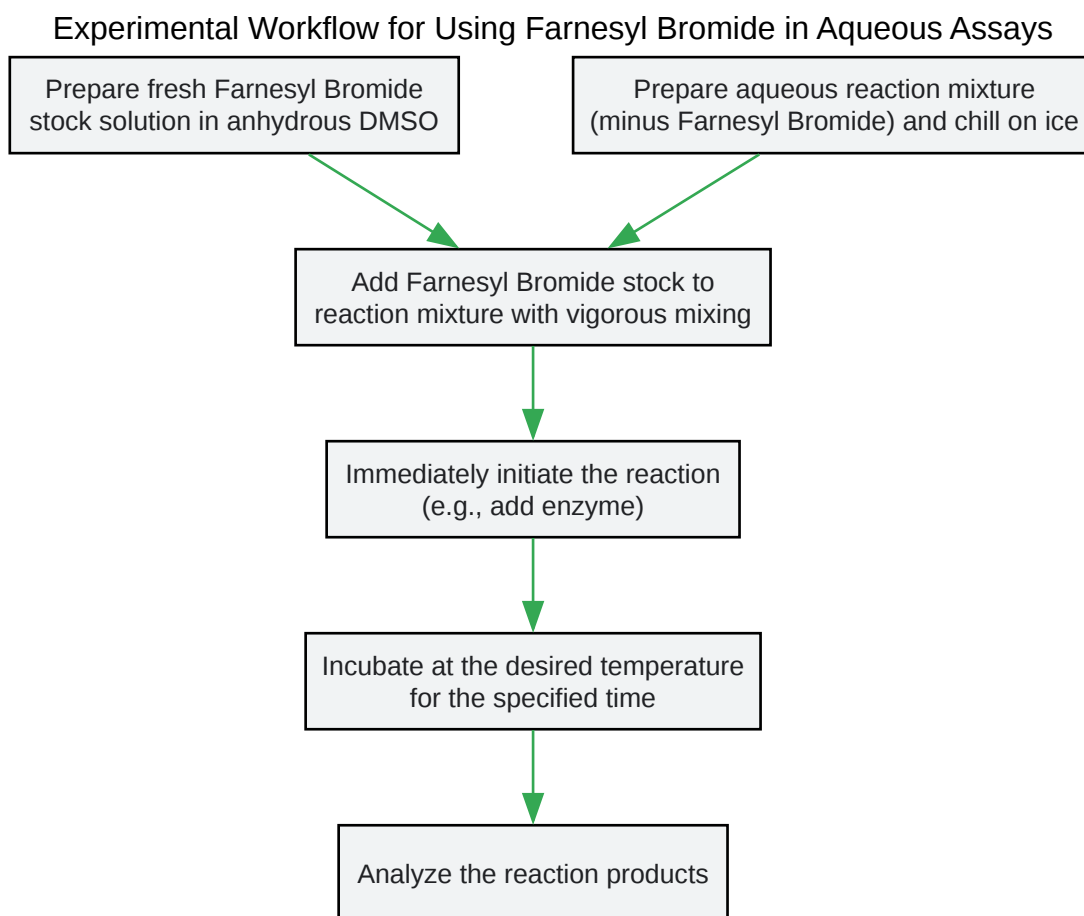 Experimental Workflow for Using Farnesyl Bromide in Aqueous Assays
Prepare fresh Farnesyl Bromide
stock solution in anhydrous DMSO
Prepare aqueous reaction mixture
(minus Farnesyl Bromide) and chill on ice
Add Farnesyl Bromide stock to
reaction mixture with vigorous mixing
Immediately initiate the reaction
(e.g., add enzyme)
Incubate at the desired temperature
for the specified time
Analyze the reaction products